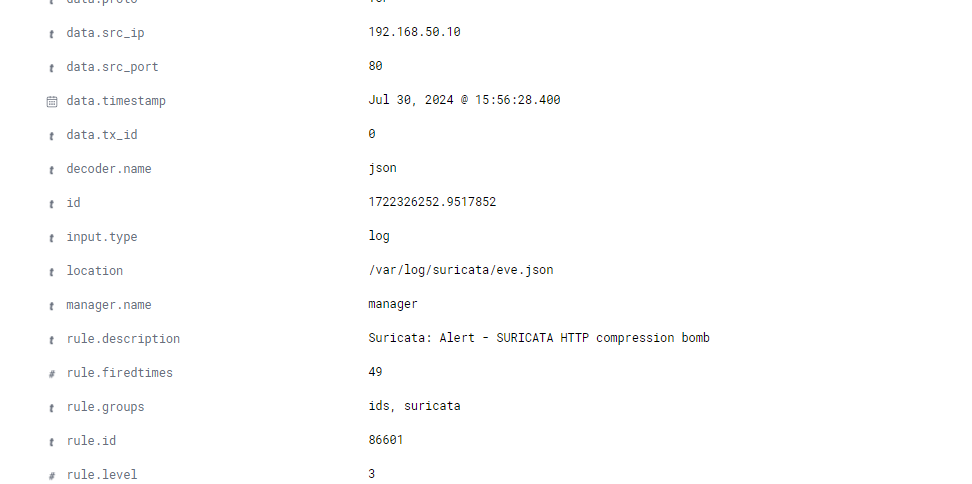 data.proto
t data.src_ip 192.168.50.10
t data.src_port 80
data.timestamp Jul 30, 2024 @ 15:56:28.400
t data.tx_id 0
t decoder.name json
t id 1722326252.9517852
t input.type log
t location /var/log/suricata/eve.json
t manager.name manager
t rule.description Suricata: Alert - SURICATA HTTP compression bomb
# rule.firedtimes 49
t rule.groups ids, suricata
t rule.id 86601
# rule.level 3